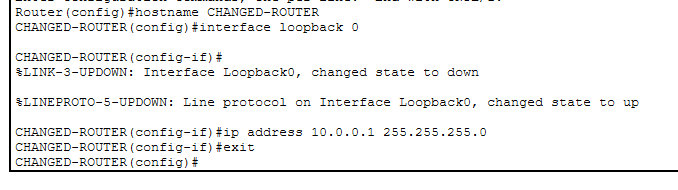 Router(config)#hostname CHANGED-ROUTER
CHANGED-ROUTER(config)#interface loopback 0
CHANGED-ROUTER(config-if)#
%LINK-3-UPDOWN: Interface Loopback0, changed state to down
%LINEPROTO-5-UPDOWN: Line protocol on Interface Loopback0, changed state to up
CHANGED-ROUTER(config-if)#ip address 10.0.0.1 255.255.255.0
CHANGED-ROUTER(config-if)#exit
CHANGED-ROUTER(config)#